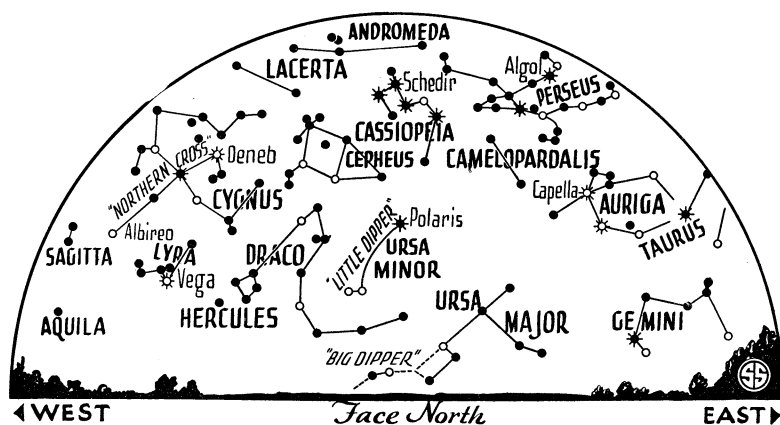 ANDROMEDA
LACERTA
Schedir
Algol
PERSEUS
CASSIOPEIA
CEPHEUS
CAMELOPARDALIS
"NORTHERN CROSS"
Deneb
CYGNUS
Capella
AURIGA
TAURUS
Albireo
SAGITTA
LYRA
Vega
DRACO
"LITTLE DIPPER"
Polaris
URSA
MINOR
HERCULES
AQUILA
URSA MAJOR
GEMINI
"BIG DIPPER"
SS
WEST
Face North
EAST